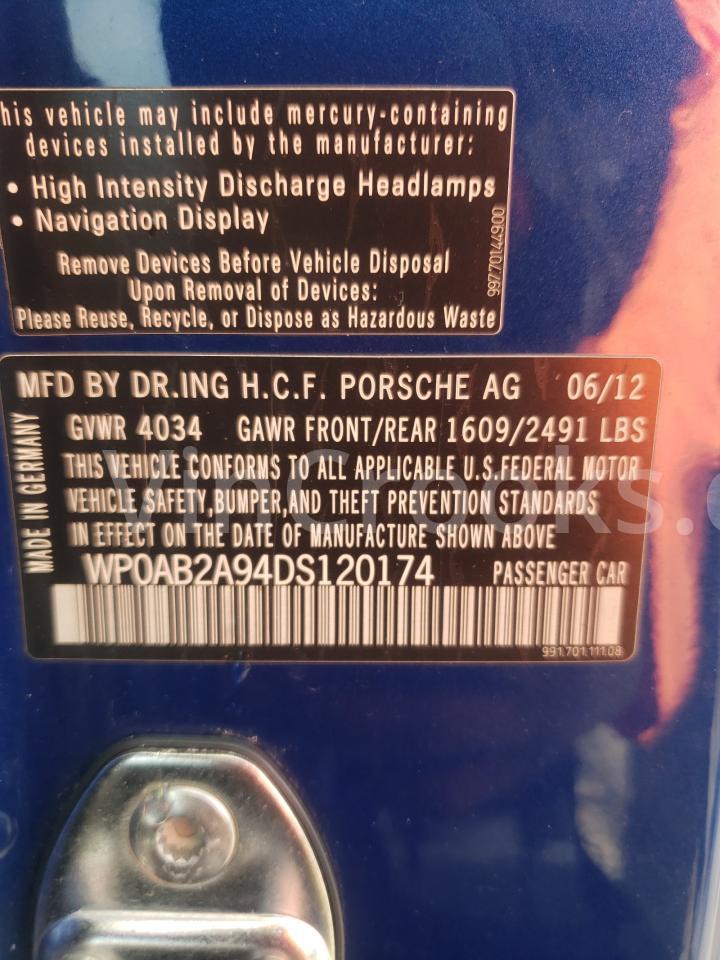 his vehicle may include mercury-containing
devices installed by the manufacturer:
• High Intensity Discharge Headlamps
• Navigation Display
Remove Devices Before Vehicle Disposal
Upon Removal of Devices:
Please Reuse, Recycle, or Dispose as Hazardous Waste
997.701.449.00
MFD BY DR.ING H.C.F. PORSCHE AG 06/12
GVWR 4034 GAWR FRONT/REAR 1609/2491 LBS
THIS VEHICLE CONFORMS TO ALL APPLICABLE U.S.FEDERAL MOTOR
VEHICLE SAFETY,BUMPER,AND THEFT PREVENTION STANDARDS
IN EFFECT ON THE DATE OF MANUFACTURE SHOWN ABOVE
WP0AB2A94DS120174 PASSENGER CAR
991.701.111.08
MADE IN GERMANY
VinCrooks.